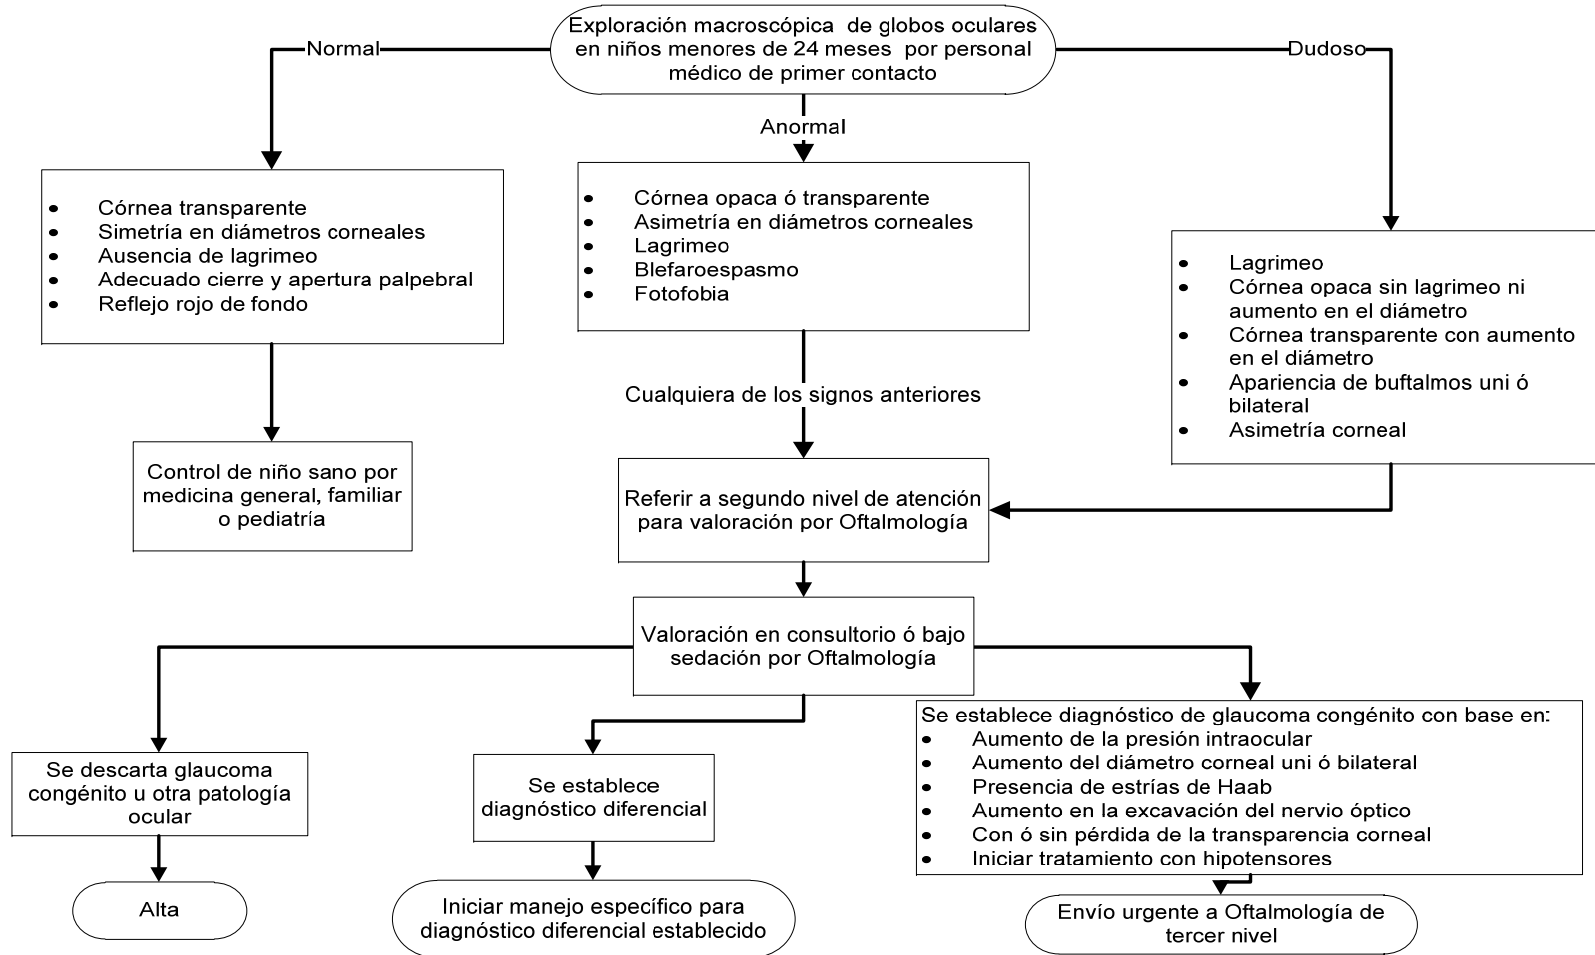 Exploración macroscópica de globos oculares
en niños menores de 24 meses por personal
médico de primer contacto
Normal
Anormal
Dudoso
• Córnea transparente
• Simetría en diámetros corneales
• Ausencia de lagrimeo
• Adecuado cierre y apertura palpebral
• Reflejo rojo de fondo
• Córnea opaca ó transparente
• Asimetría en diámetros corneales
• Lagrimeo
• Blefaroespasmo
• Fotofobia
• Lagrimeo
• Córnea opaca sin lagrimeo ni
aumento en el diámetro
• Córnea transparente con aumento
en el diámetro
• Apariencia de buftalmos uni ó
bilateral
• Asimetría corneal
Cualquiera de los signos anteriores
Control de niño sano por
medicina general, familiar
o pediatría
Referir a segundo nivel de atención
para valoración por Oftalmología
Valoración en consultorio ó bajo
sedación por Oftalmología
Se descarta glaucoma
congénito u otra patología
ocular
Se establece
diagnóstico diferencial
Se establece diagnóstico de glaucoma congénito con base en:
• Aumento de la presión intraocular
• Aumento del diámetro corneal uni ó bilateral
• Presencia de estrías de Haab
• Aumento en la excavación del nervio óptico
• Con ó sin pérdida de la transparencia corneal
• Iniciar tratamiento con hipotensores
Alta
Iniciar manejo específico para
diagnóstico diferencial establecido
Envío urgente a Oftalmología de
tercer nivel